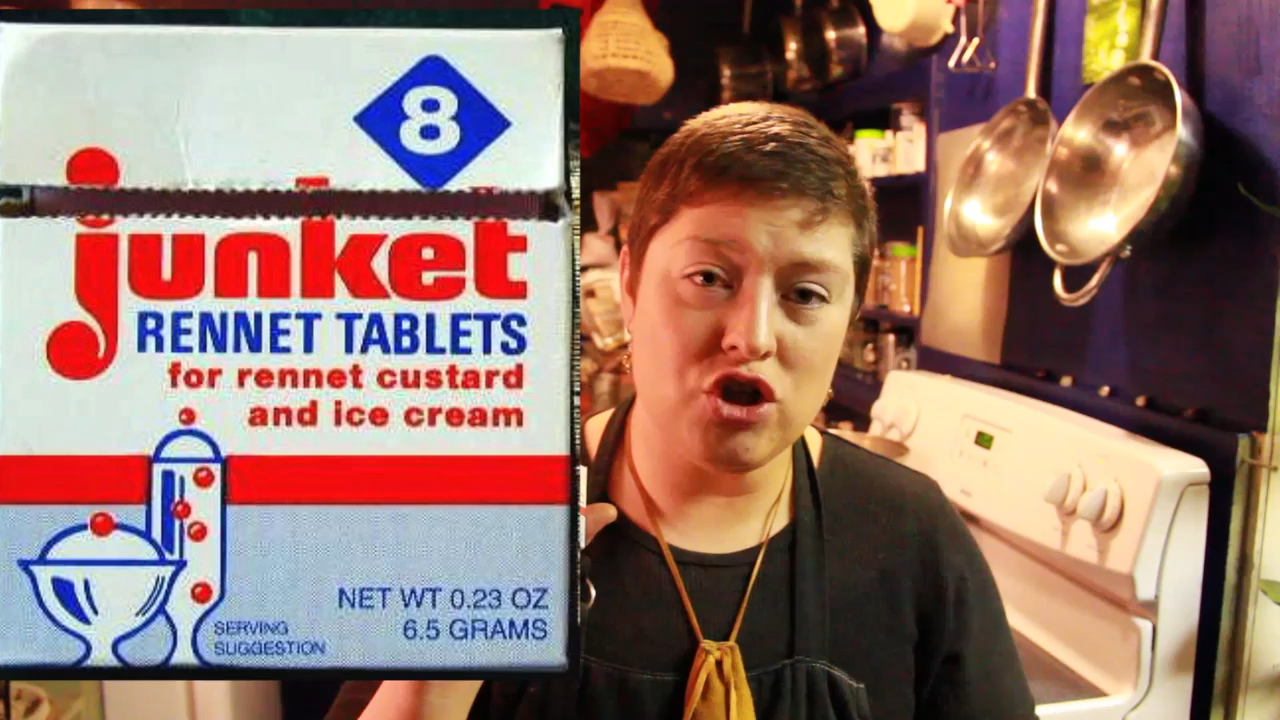 8
junket
RENNET TABLETS
for rennet custard
and ice cream
NET WT 0.23 OZ
6.5 GRAMS
SERVING
SUGGESTION